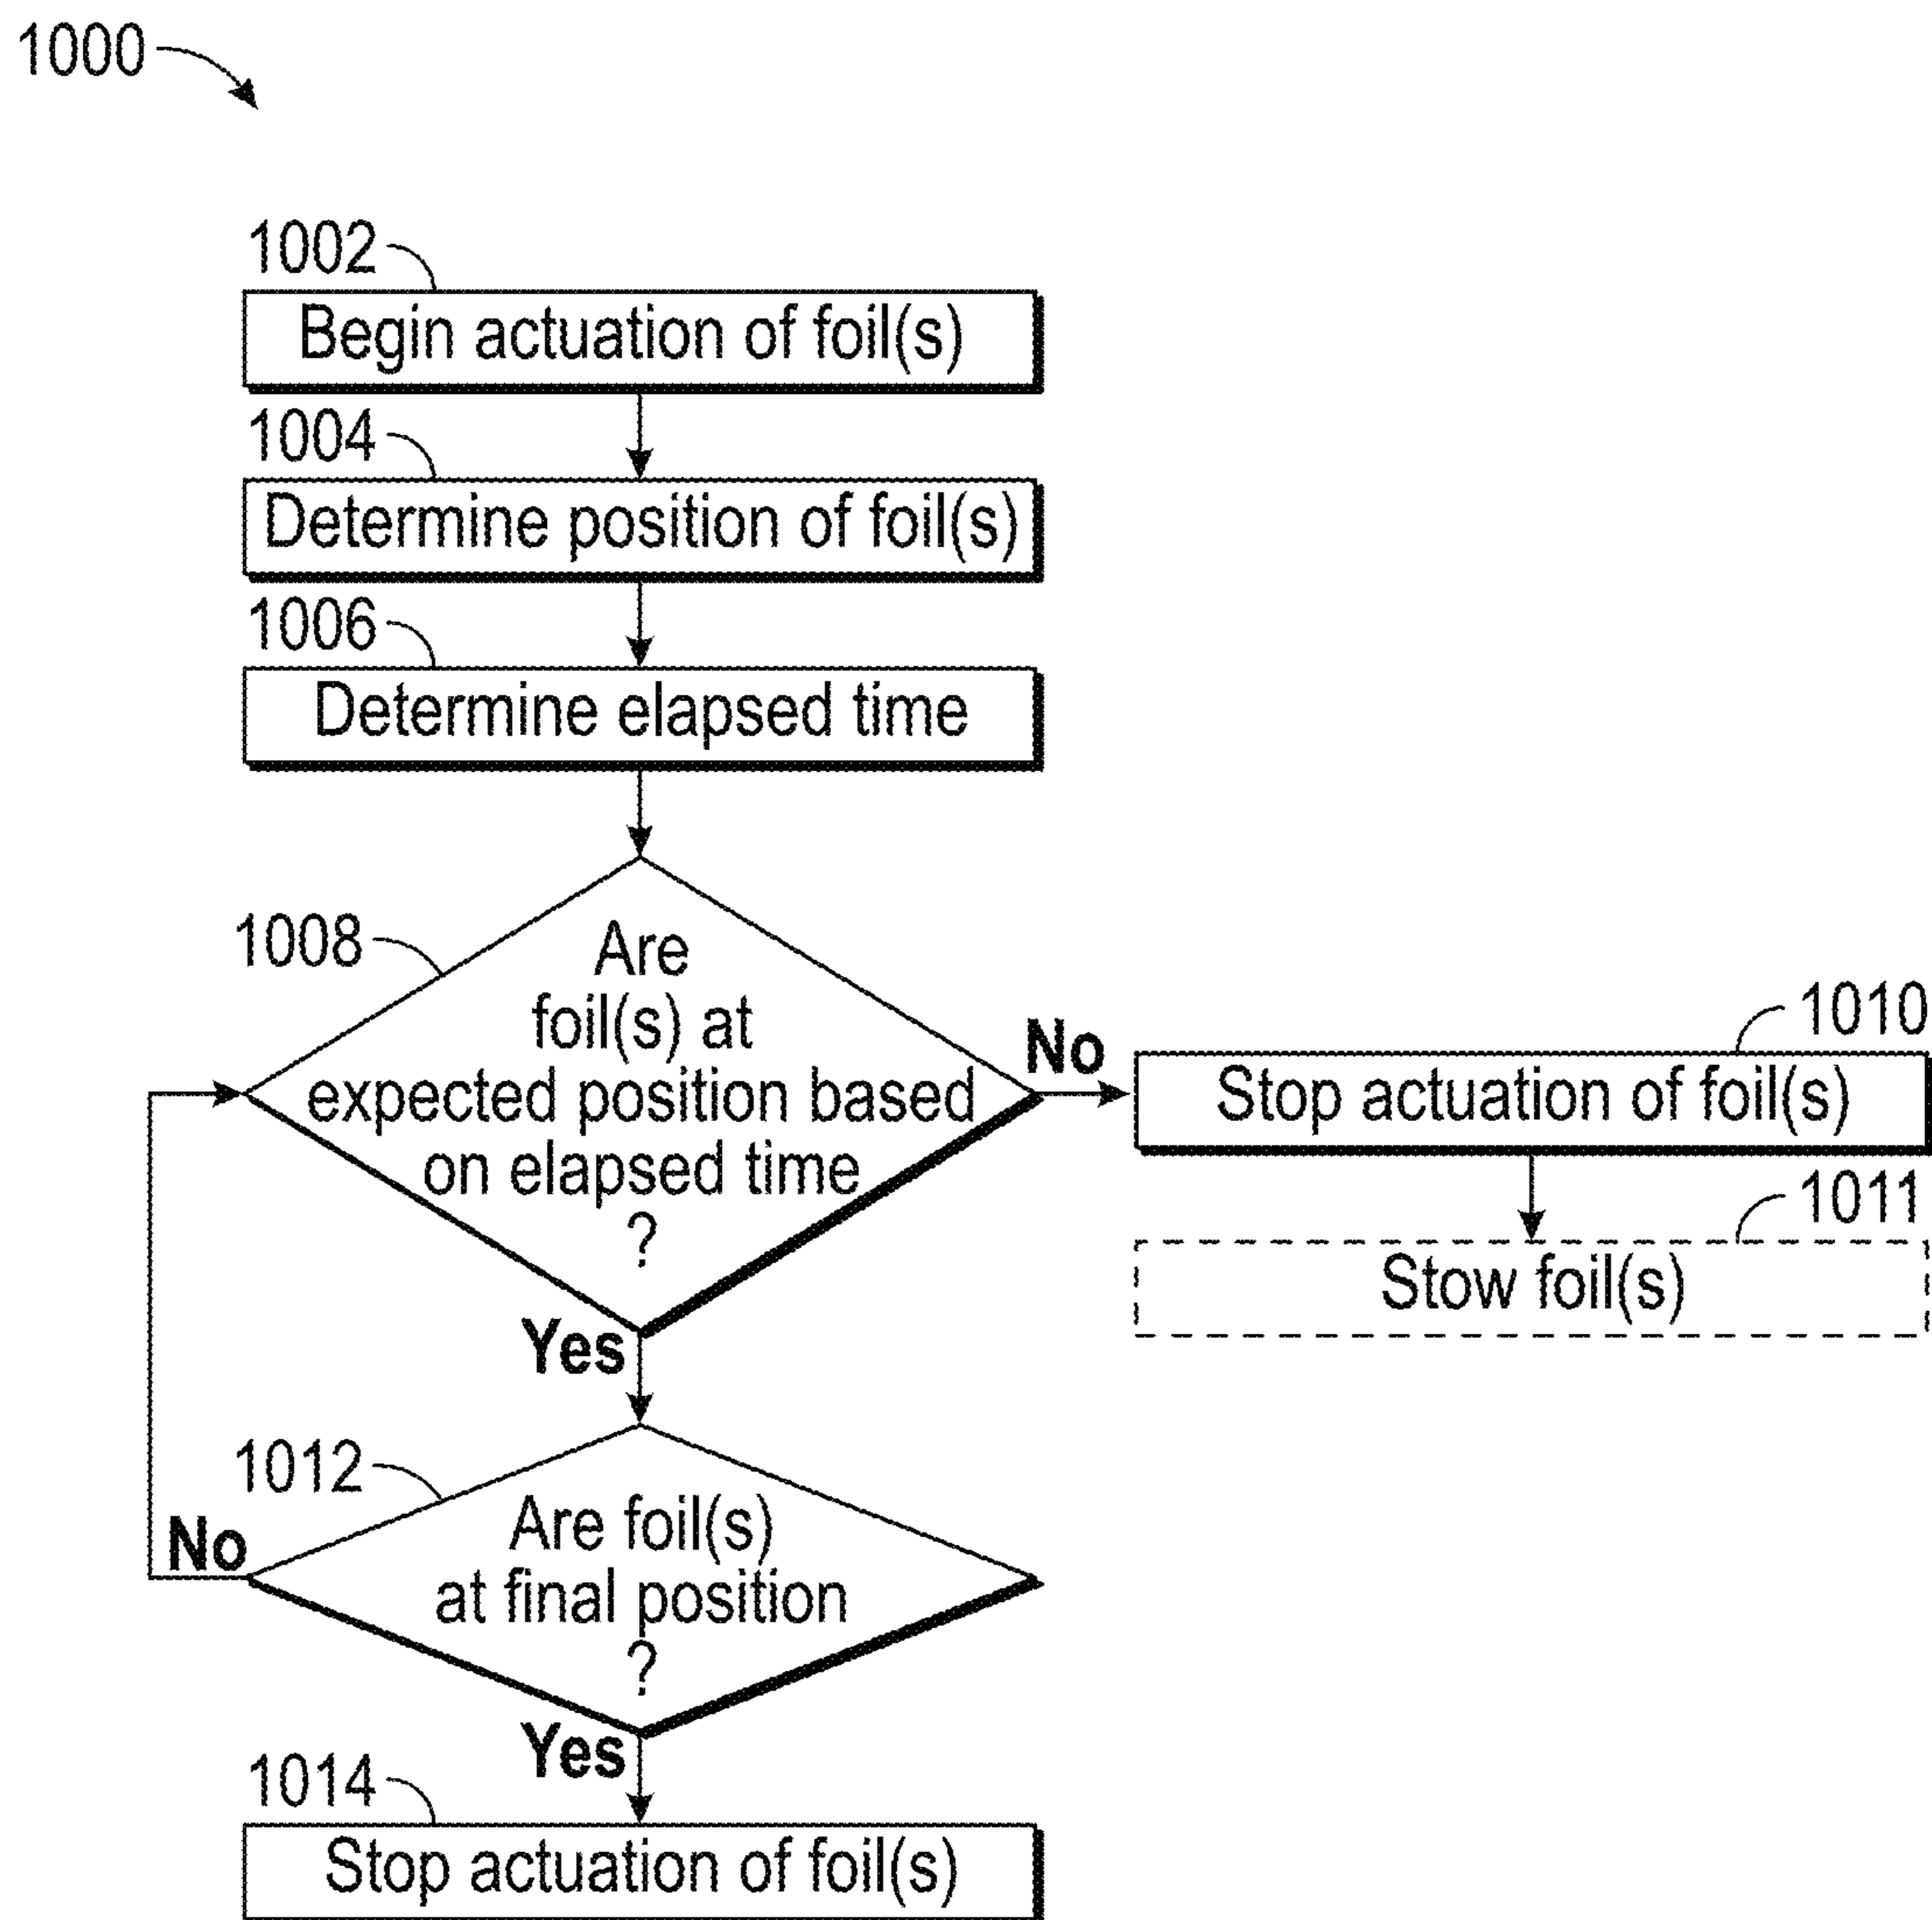 1000
1002
Begin actuation of foil(s)
1004
Determine position of foil(s)
1006
Determine elapsed time
1008
Are
foil(s) at
expected position based
on elapsed time
?
No
1010
Stop actuation of foil(s)
1011
Stow foil(s)
Yes
1012
Are foil(s)
at final position
?
No
Yes
1014
Stop actuation of foil(s)